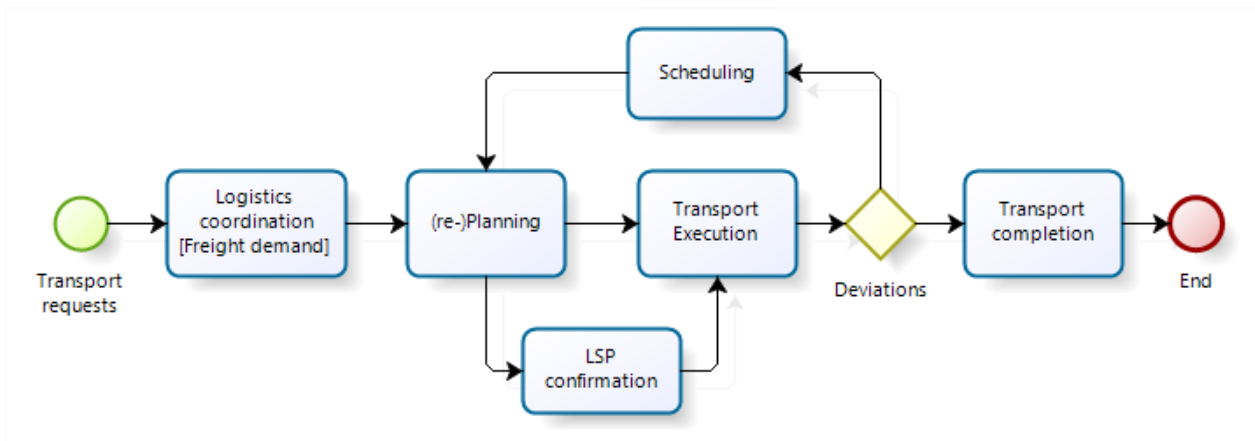 Scheduling
Logistics
coordination
[Freight demand]
(re-)Planning
Transport
Execution
Transport
completion
Transport
requests
Deviations
End
LSP
confirmation